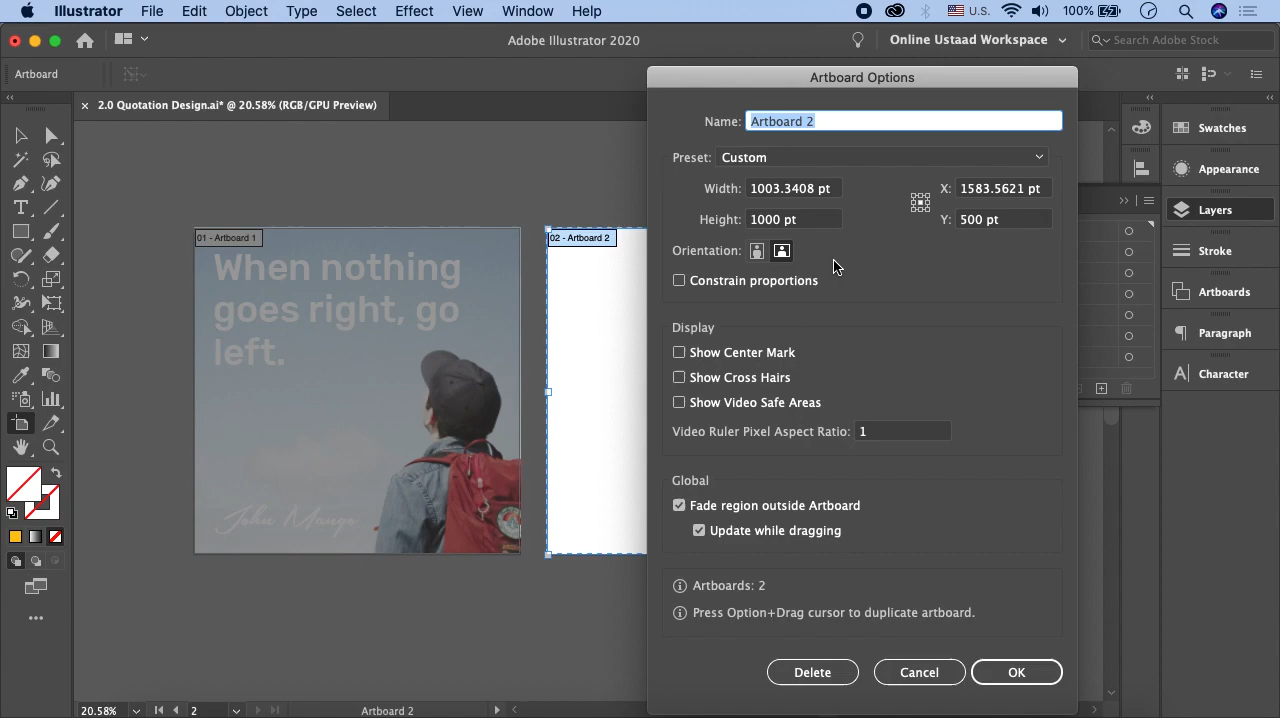 Illustrator File Edit Object Type Select Effect View Window Help U.S. 100%
Adobe Illustrator 2020
Online Ustaad Workspace
Search Adobe Stock
Artboard
× 2.0 Quotation Design.ai* @ 20.58% (RGB/GPU Preview)
01 - Artboard 1
When nothing
goes right, go
left.
John Mango
02 - Artboard 2
Artboard Options
Name: Artboard 2
Preset: Custom
Width: 1003.3408 pt X: 1583.5621 pt
Height: 1000 pt Y: 500 pt
Orientation:
Constrain proportions
Display
Show Center Mark
Show Cross Hairs
Show Video Safe Areas
Video Ruler Pixel Aspect Ratio: 1
Global
Fade region outside Artboard
Update while dragging
Artboards: 2
Press Option+Drag cursor to duplicate artboard.
Delete Cancel OK
Swatches
Appearance
Layers
Stroke
Artboards
Paragraph
Character
20.58% 2 Artboard 2